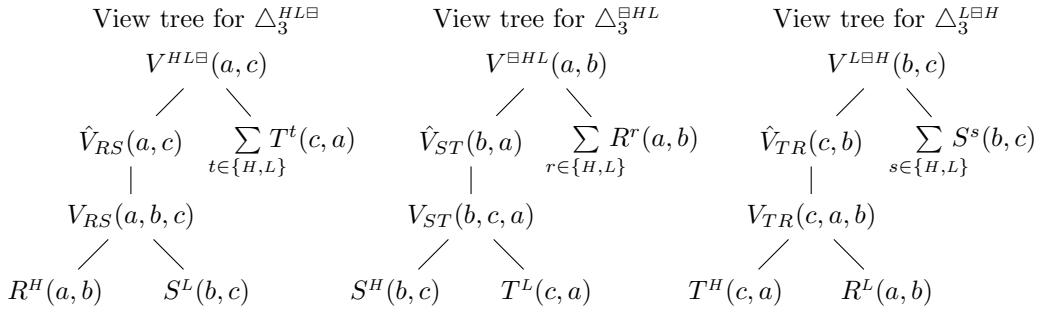 View tree for △₃^{HL⊟} View tree for △₃^{⊟HL} View tree for △₃^{L⊟H}
V^{HL⊟}(a, c) V^{⊟HL}(a, b) V^{L⊟H}(b, c)
V̂_{RS}(a, c) ∑_{t∈{H,L}} T^t(c, a) V̂_{ST}(b, a) ∑_{r∈{H,L}} R^r(a, b) V̂_{TR}(c, b) ∑_{s∈{H,L}} S^s(b, c)
V_{RS}(a, b, c) V_{ST}(b, c, a) V_{TR}(c, a, b)
R^H(a, b) S^L(b, c) S^H(b, c) T^L(c, a) T^H(c, a) R^L(a, b)